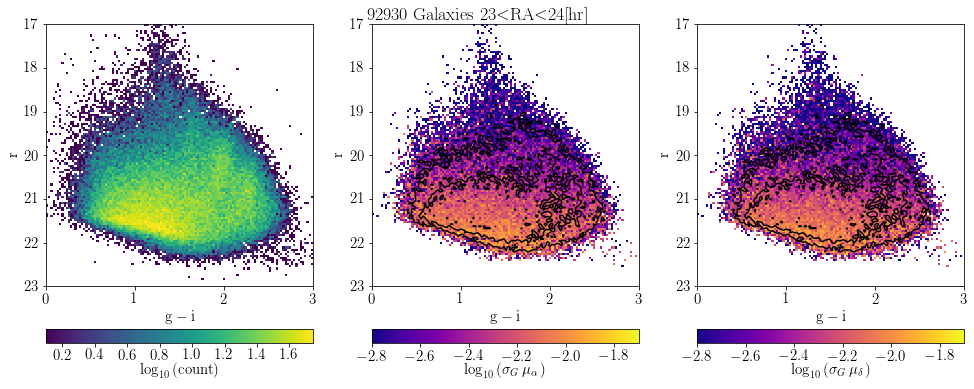 92930 Galaxies 23<RA<24[hr]
17
18
19
20
21
22
23
r
0 1 2 3
g − i
0.2 0.4 0.6 0.8 1.0 1.2 1.4 1.6
log10(count)
17
18
19
20
21
22
23
r
0 1 2 3
g − i
−2.8 −2.6 −2.4 −2.2 −2.0 −1.8
log10(σG μα)
17
18
19
20
21
22
23
r
0 1 2 3
g − i
−2.8 −2.6 −2.4 −2.2 −2.0 −1.8
log10(σG μδ)